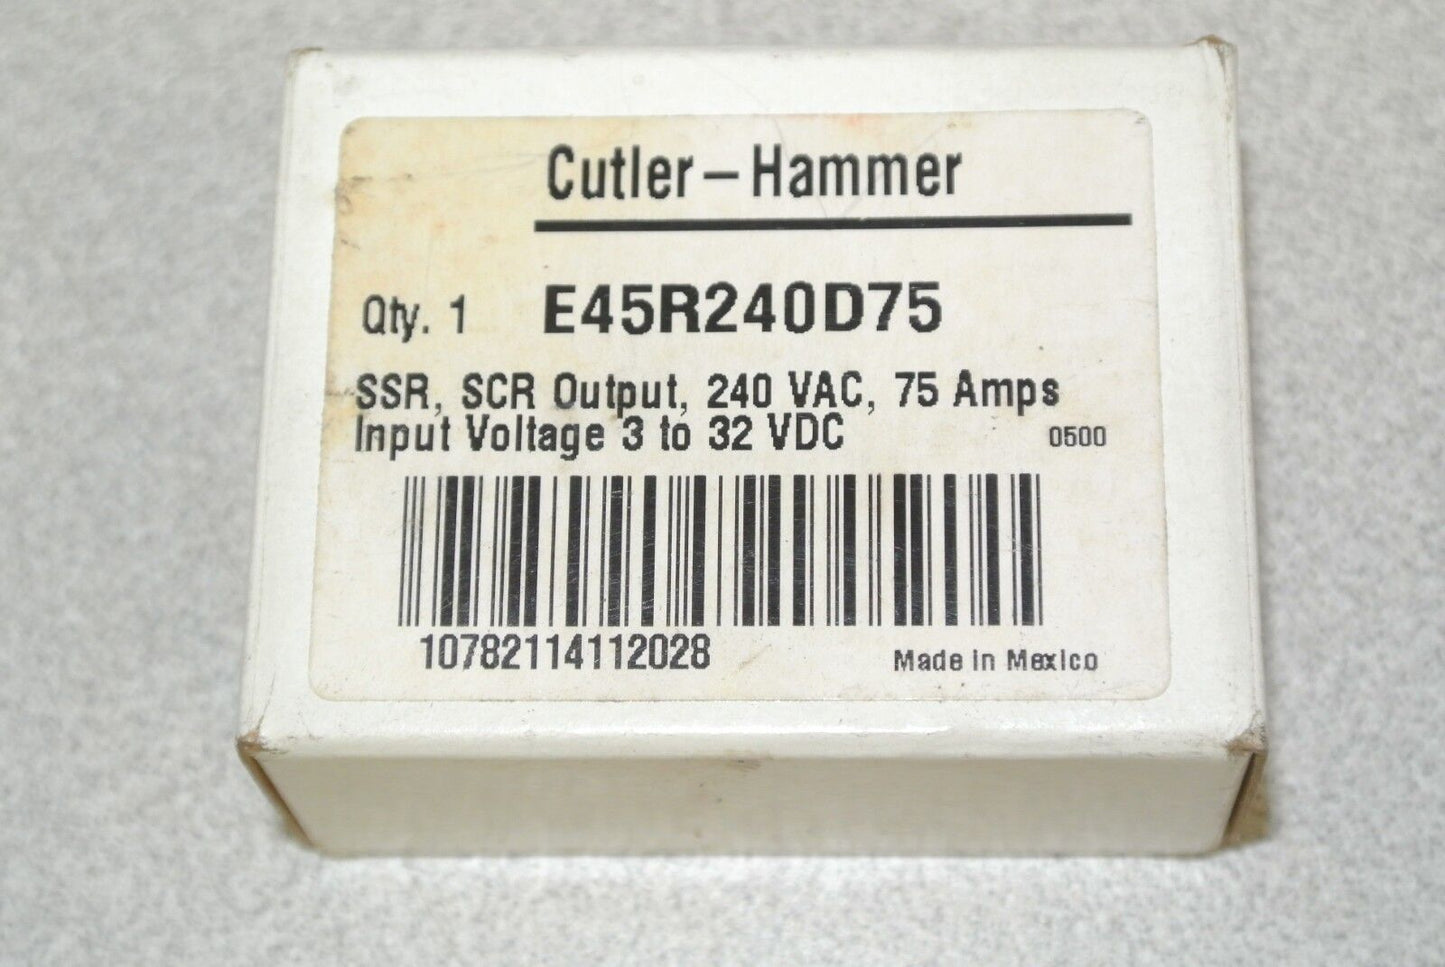 Cutler-Hammer
Qty. 1 E45R240D75
SSR, SCR Output, 240 VAC, 75 Amps
Input Voltage 3 to 32 VDC 0500
10782114112028 Made in Mexico